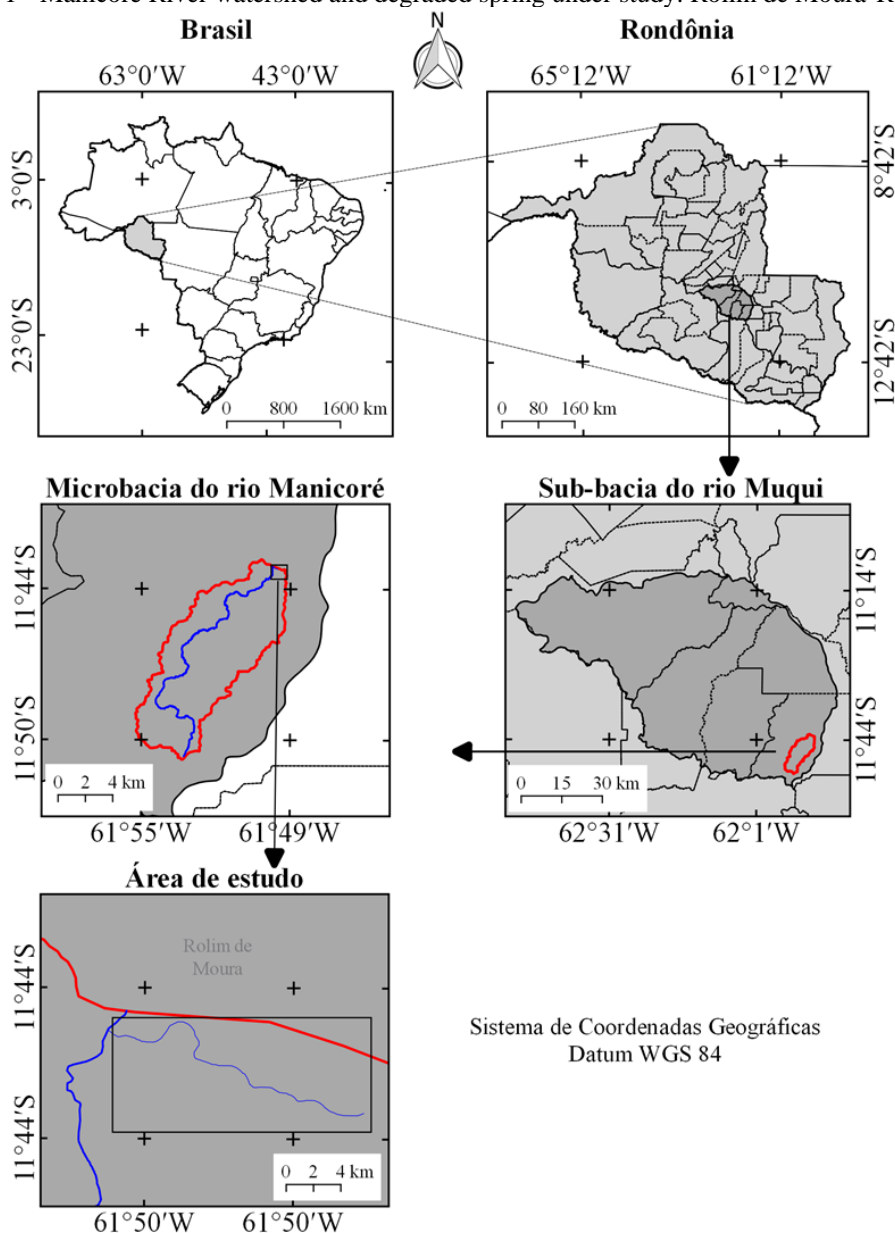 1 - Manicoré River watershed and degraded spring under study. Rolim de Moura-R
Brasil
N
Rondônia
63°0'W 43°0'W
65°12'W 61°12'W
3°0'S
23°0'S
8°42'S
12°42'S
0 800 1600 km
0 80 160 km
Microbacia do rio Manicoré
Sub-bacia do rio Muqui
11°44'S
11°50'S
11°14'S
11°44'S
0 2 4 km
0 15 30 km
61°55'W 61°49'W
62°31'W 62°1'W
Área de estudo
Rolim de
Moura
11°44'S
11°44'S
0 2 4 km
61°50'W 61°50'W
Sistema de Coordenadas Geográficas
Datum WGS 84